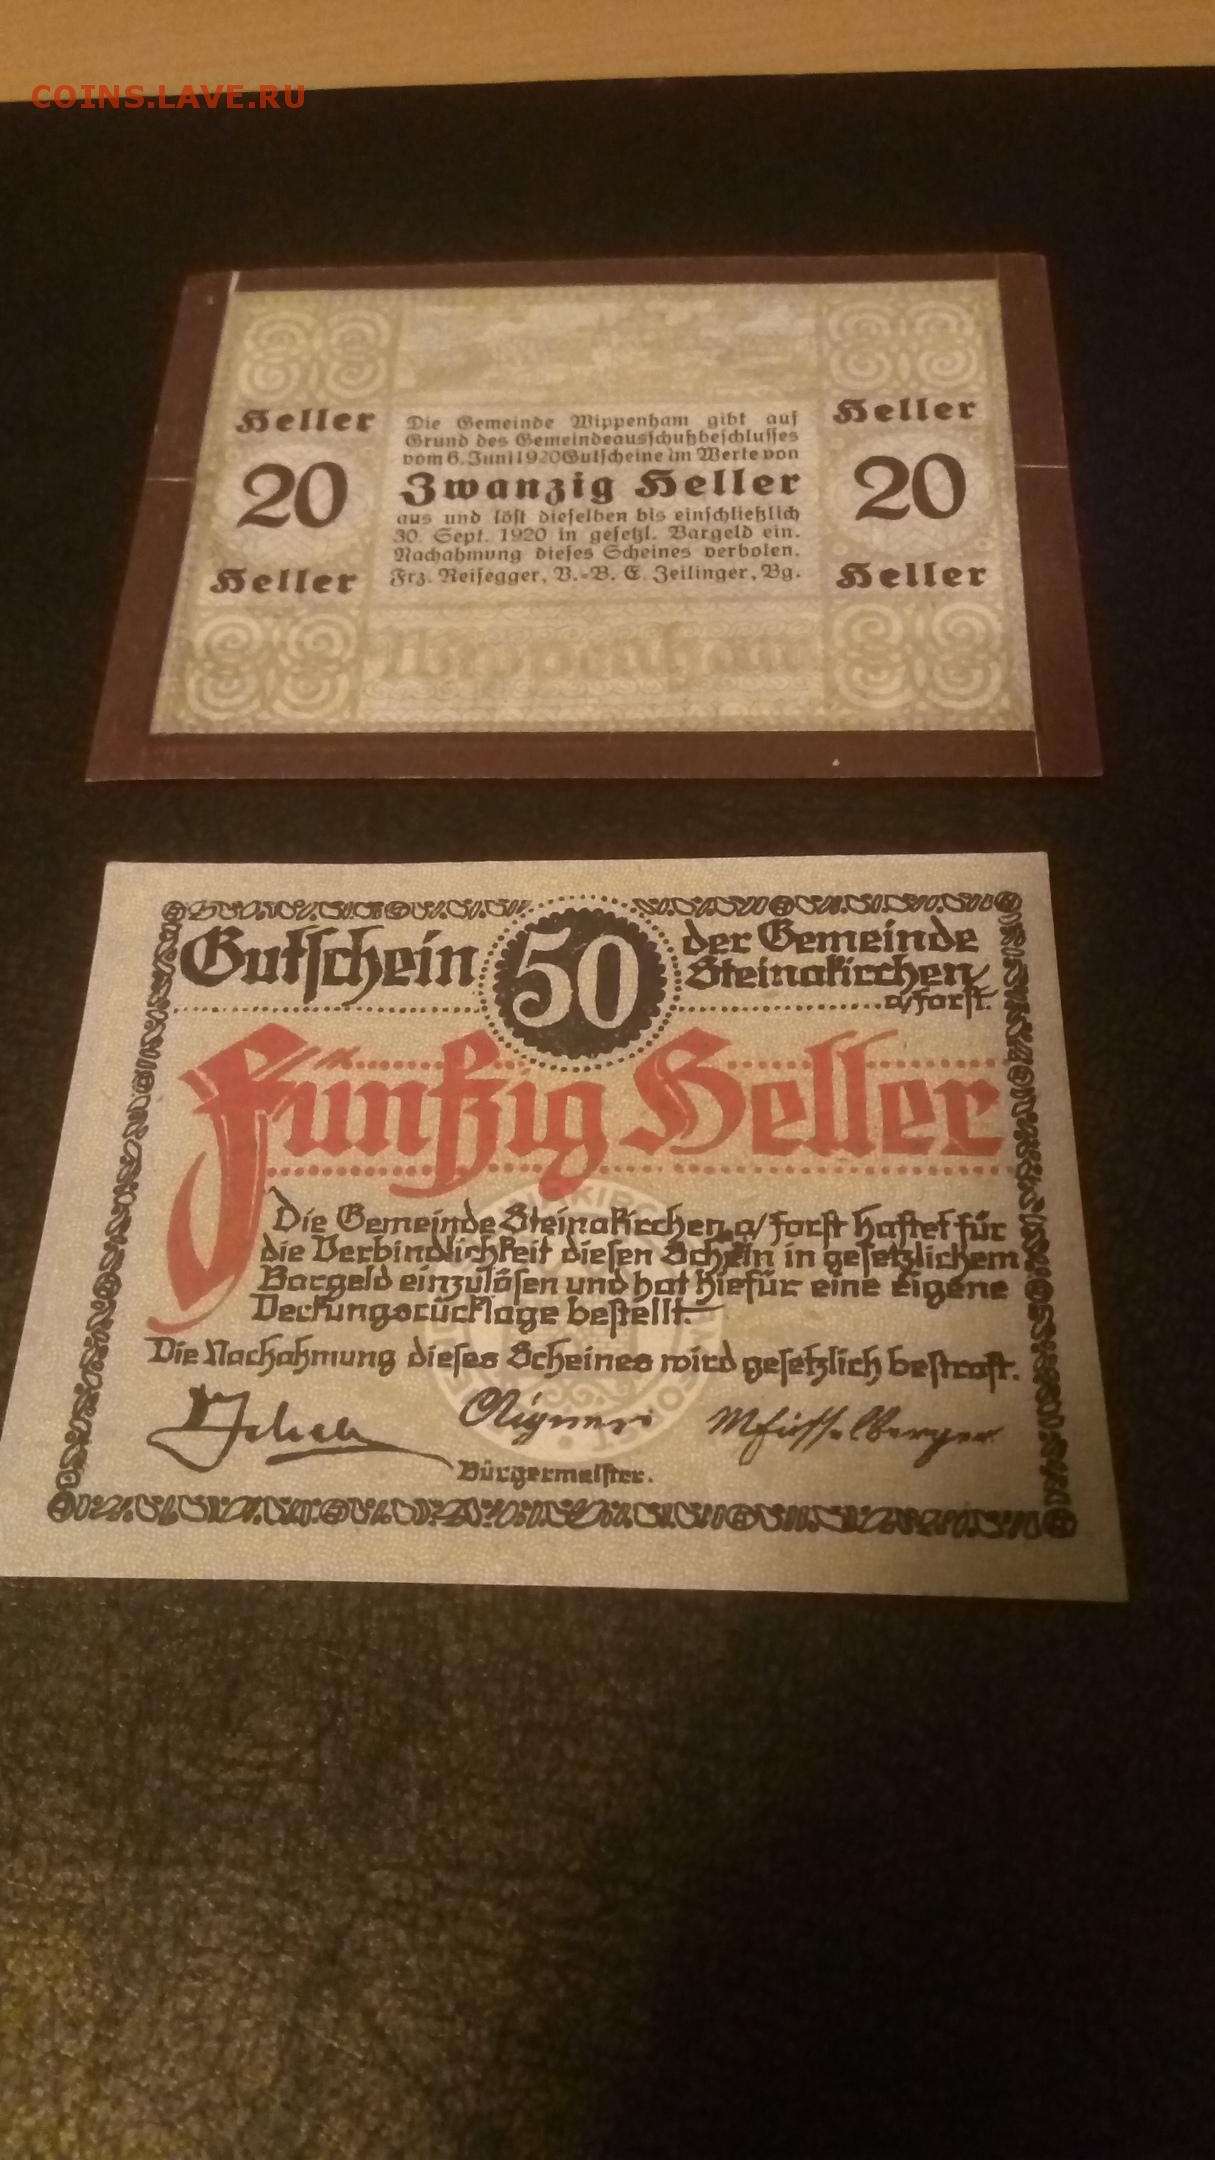 COINS.LAVE.RU
Heller
20
Heller
Die Gemeinde Wippenham gibt auf
Grund des Gemeindeausschußbeschlusses
vom 6. Juni 1920 Gutscheine im Werte von
Zwanzig Heller
aus und löst dieselben bis einschließlich
30. Sept. 1920 in gesetzl. Bargeld ein.
Nachahmung dieses Scheines verboten.
Frz. Reisegger, V.-B. E. Zeilinger, Bg.
Heller
20
Heller
Wippenham
Gutschein
50
der Gemeinde
Steinakirchen
a/forst.
Fünfzig Heller
Die Gemeinde Steinakirchen a/forst haftet für
die Verbindlichkeit diesen Schein in gesetzlichem
Bargeld einzulösen und hat hiefür eine eigene
Deckungsrücklage bestellt.
Die Nachahmung dieses Scheines wird gesetzlich bestraft.
Aigner
Bürgermeister.